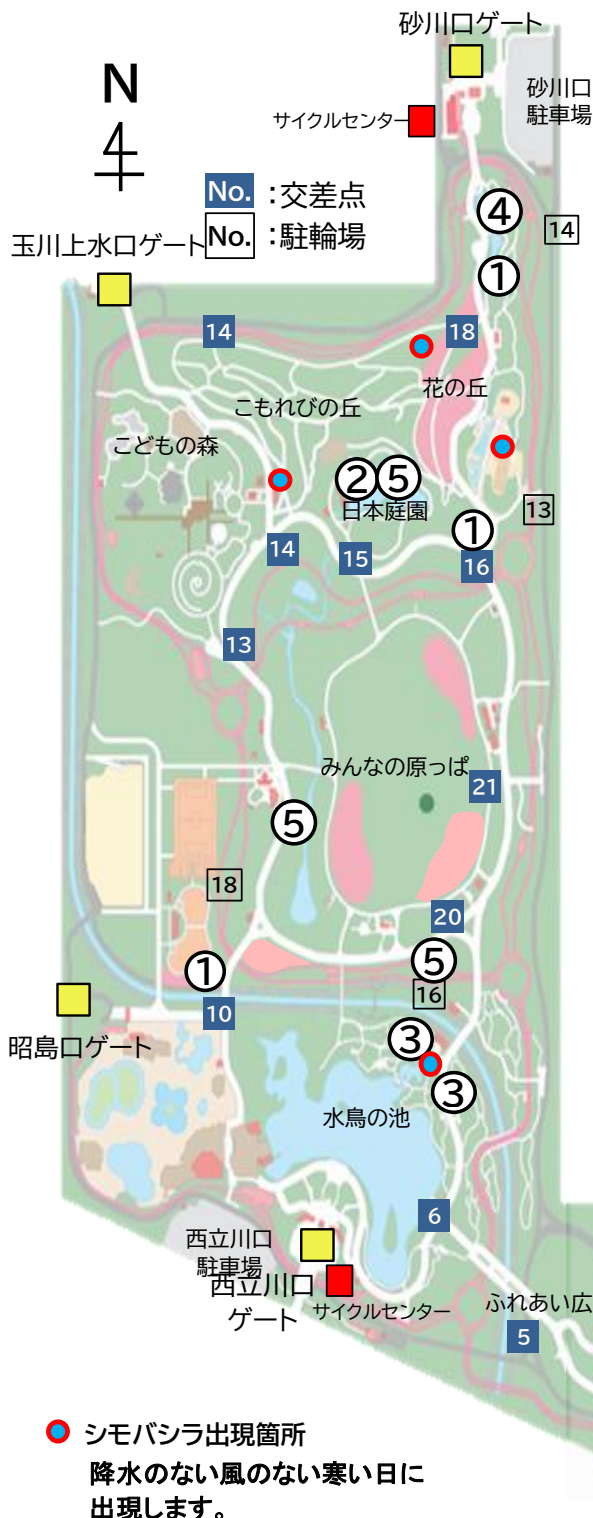 砂川口ゲート
N
砂川口
駐車場
サイクルセンター
No. :交差点
No. :駐輪場
④
14
玉川上水口ゲート
①
14
18
花の丘
こもれびの丘
こどもの森
②⑤
日本庭園
13
①
14
15
16
13
みんなの原っぱ
21
⑤
18
20
⑤
①
16
10
昭島口ゲート
③
③
水鳥の池
6
西立川口
駐車場
西立川口
ゲート
サイクルセンター
ふれあい広
5
シモバシラ出現箇所
降水のない風のない寒い日に
出現します。